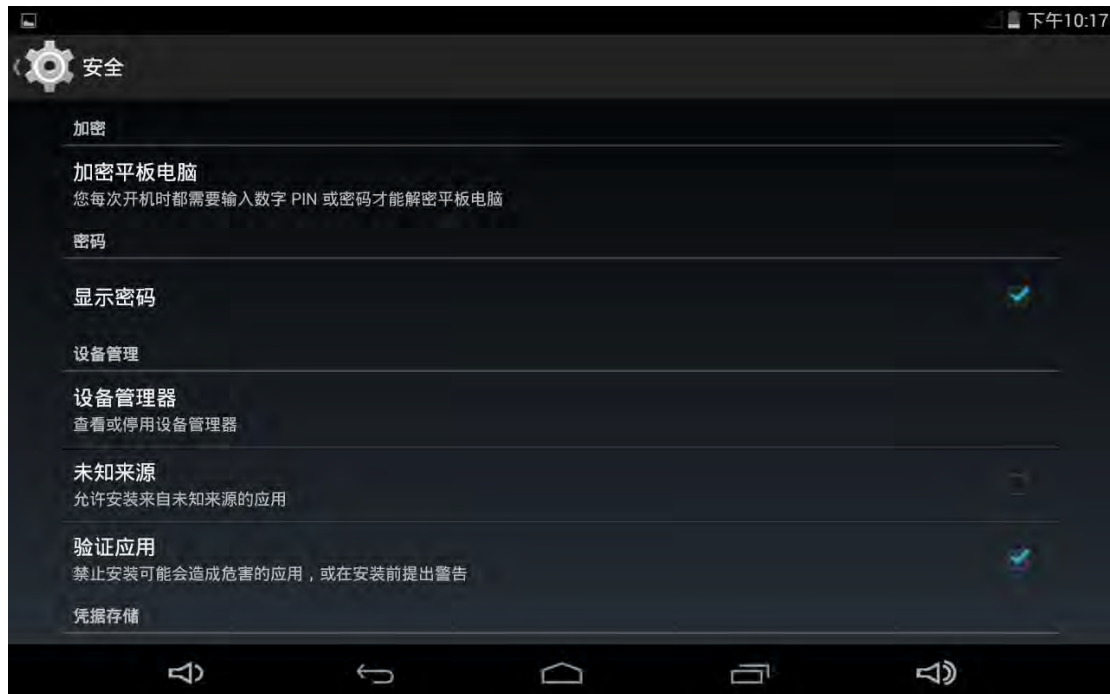 下午10:17
安全
加密
加密平板电脑
您每次开机时都需要输入数字 PIN 或密码才能解密平板电脑
密码
显示密码
设备管理
设备管理器
查看或停用设备管理器
未知来源
允许安装来自未知来源的应用
验证应用
禁止安装可能会造成危害的应用，或在安装前提出警告
凭据存储